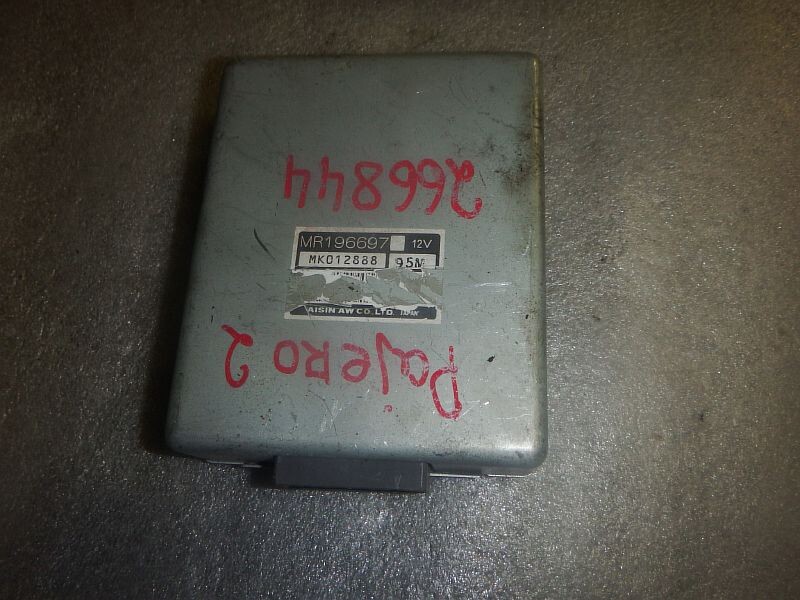 266844
MR196697 12V
MK012888 95M
AISIN AW CO., LTD. JAPAN
PajeRO 2